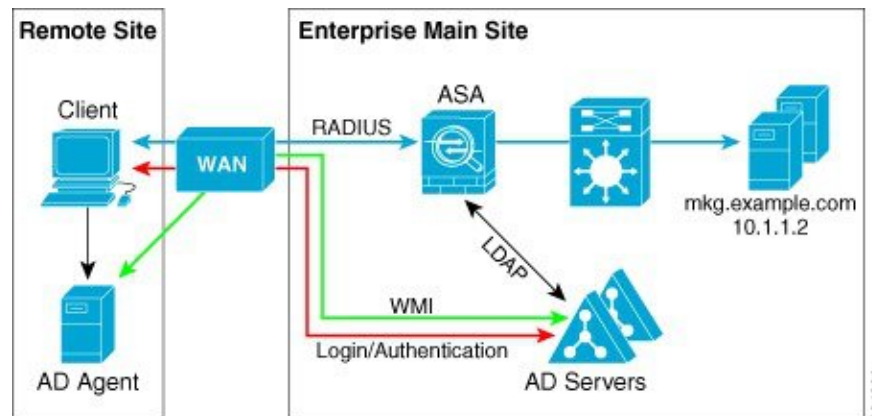 Remote Site
Enterprise Main Site
Client
ASA
RADIUS
WAN
mkg.example.com
10.1.1.2
LDAP
WMI
Login/Authentication
AD Agent
AD Servers